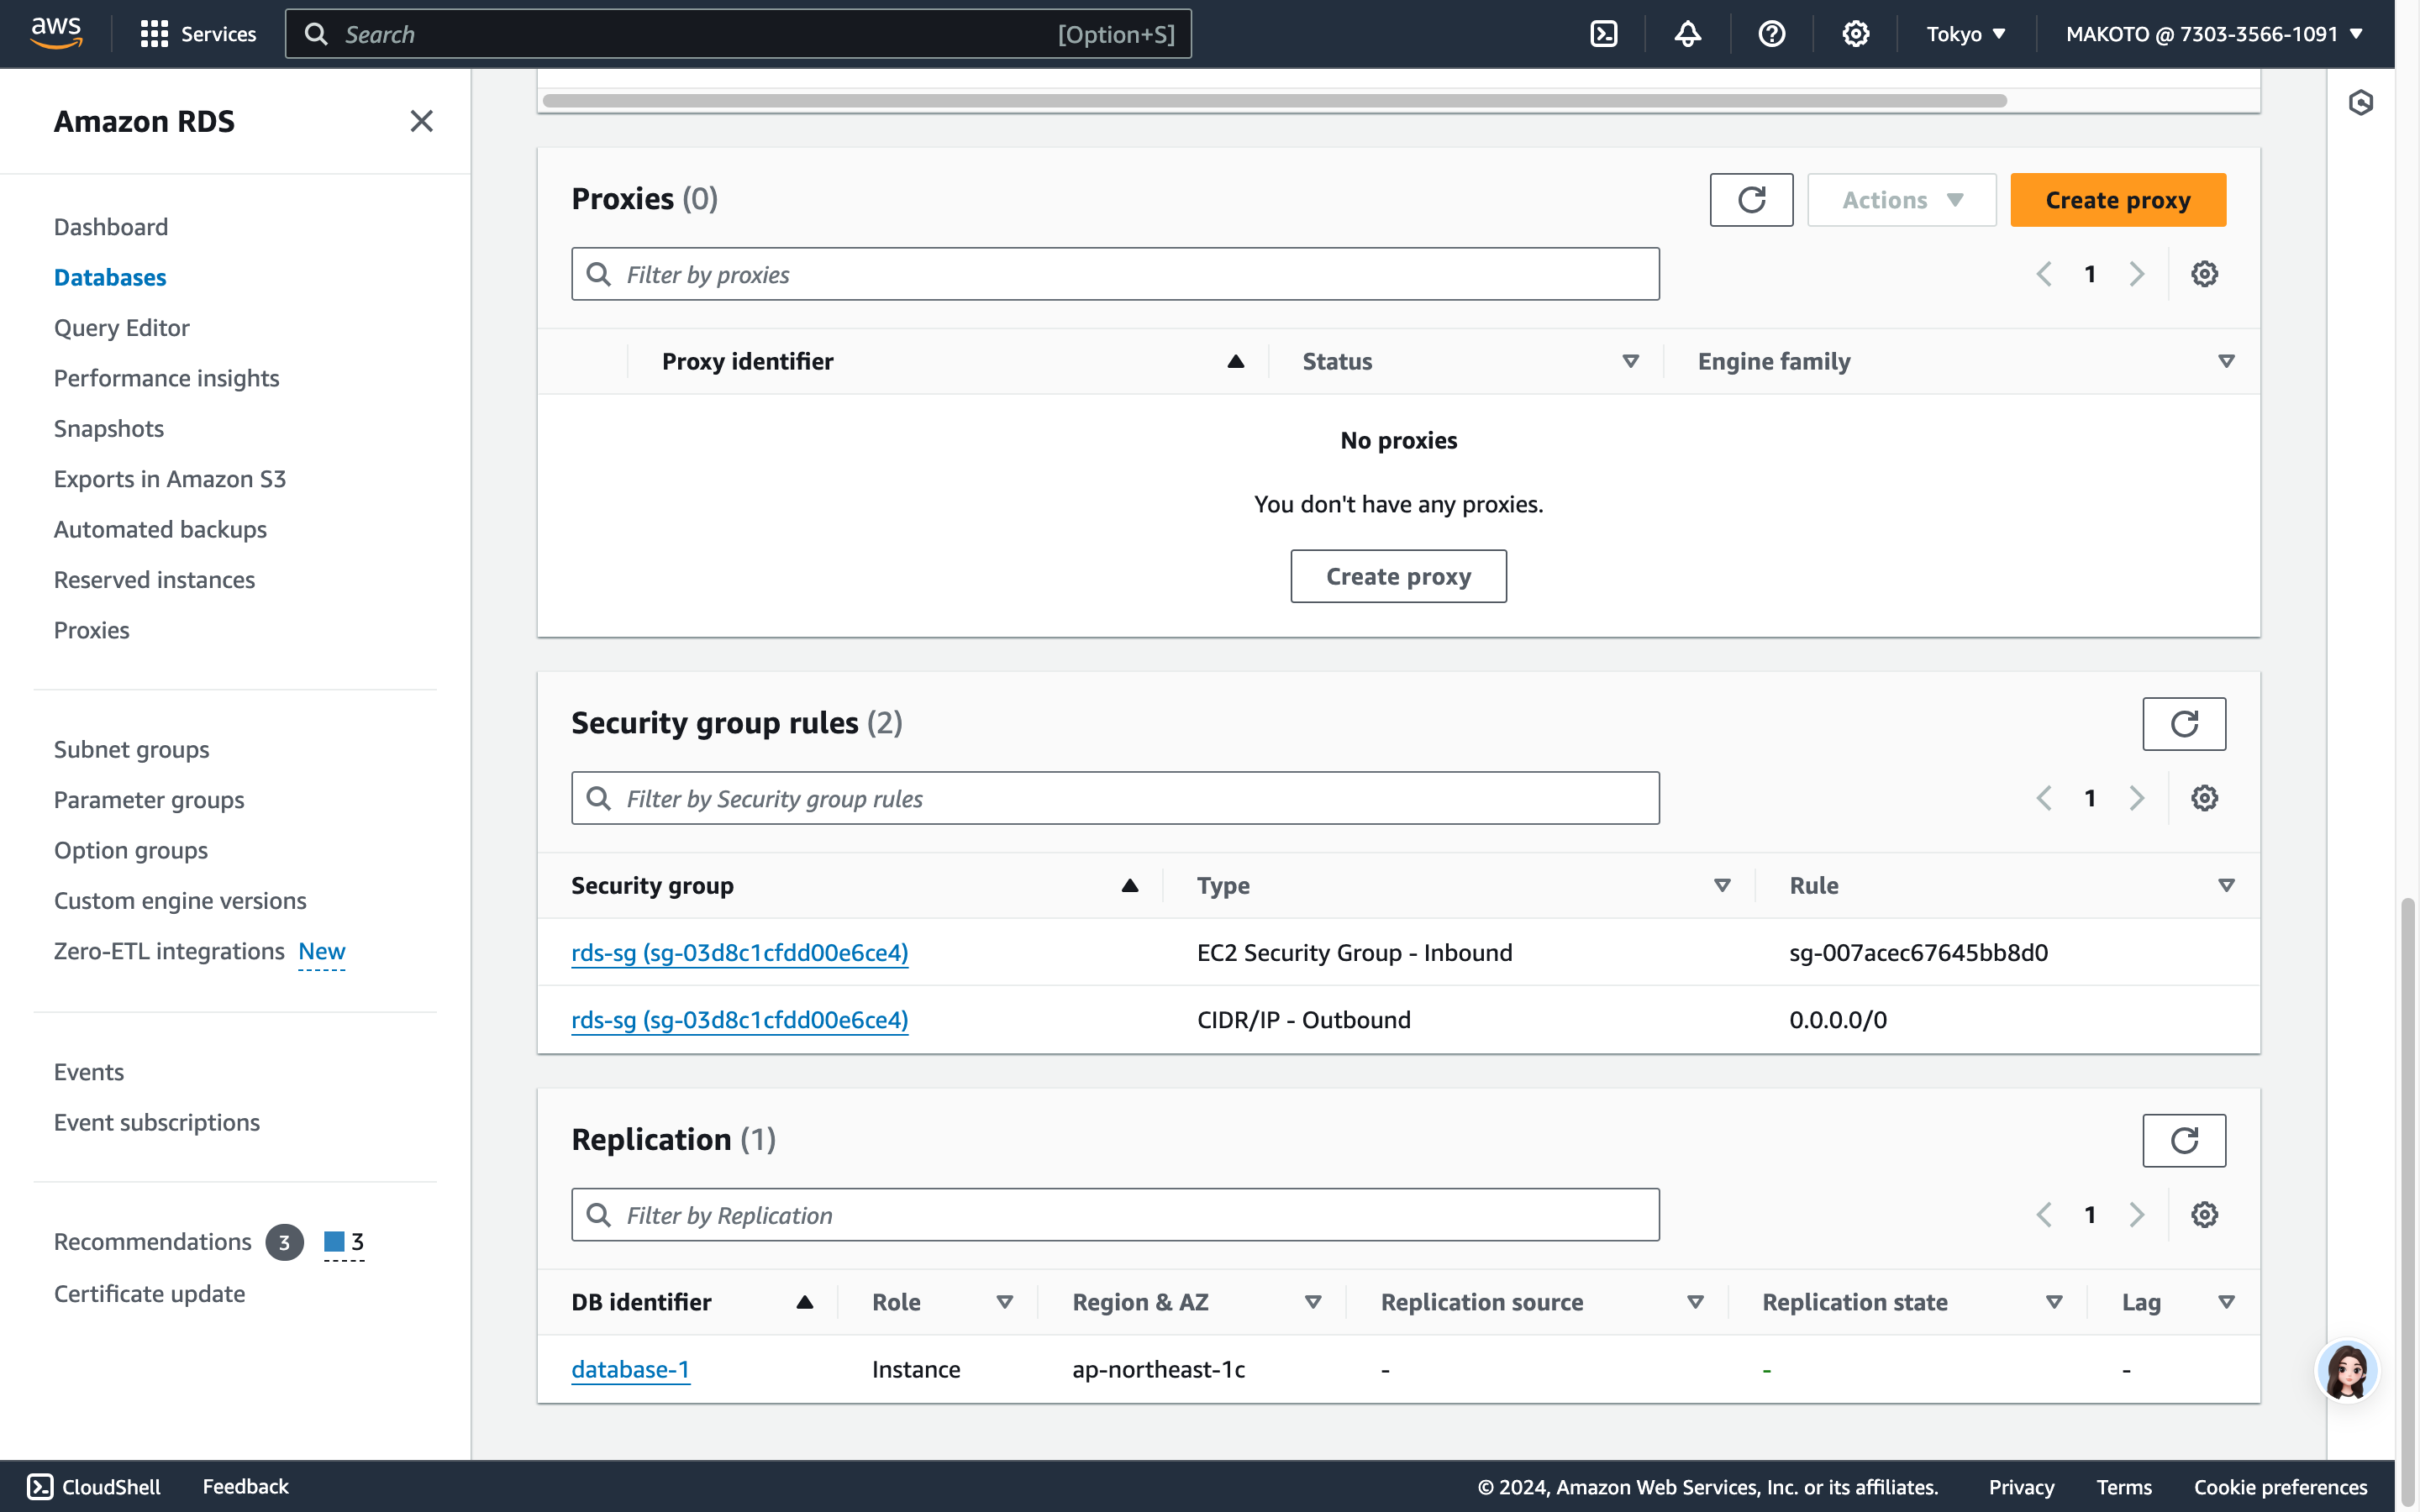 aws
Services
Search [Option+S]
Tokyo ▼
MAKOTO @ 7303-3566-1091 ▼
Amazon RDS
Dashboard
Databases
Query Editor
Performance insights
Snapshots
Exports in Amazon S3
Automated backups
Reserved instances
Proxies
Subnet groups
Parameter groups
Option groups
Custom engine versions
Zero-ETL integrations New
Events
Event subscriptions
Recommendations 3 3
Certificate update
Proxies (0)
Actions ▼
Create proxy
Filter by proxies
1
Proxy identifier Status Engine family
No proxies
You don't have any proxies.
Create proxy
Security group rules (2)
Filter by Security group rules
1
Security group Type Rule
rds-sg (sg-03d8c1cfdd00e6ce4) EC2 Security Group - Inbound sg-007acec67645bb8d0
rds-sg (sg-03d8c1cfdd00e6ce4) CIDR/IP - Outbound 0.0.0.0/0
Replication (1)
Filter by Replication
1
DB identifier Role Region & AZ Replication source Replication state Lag
database-1 Instance ap-northeast-1c - - -
CloudShell Feedback © 2024, Amazon Web Services, Inc. or its affiliates. Privacy Terms Cookie preferences